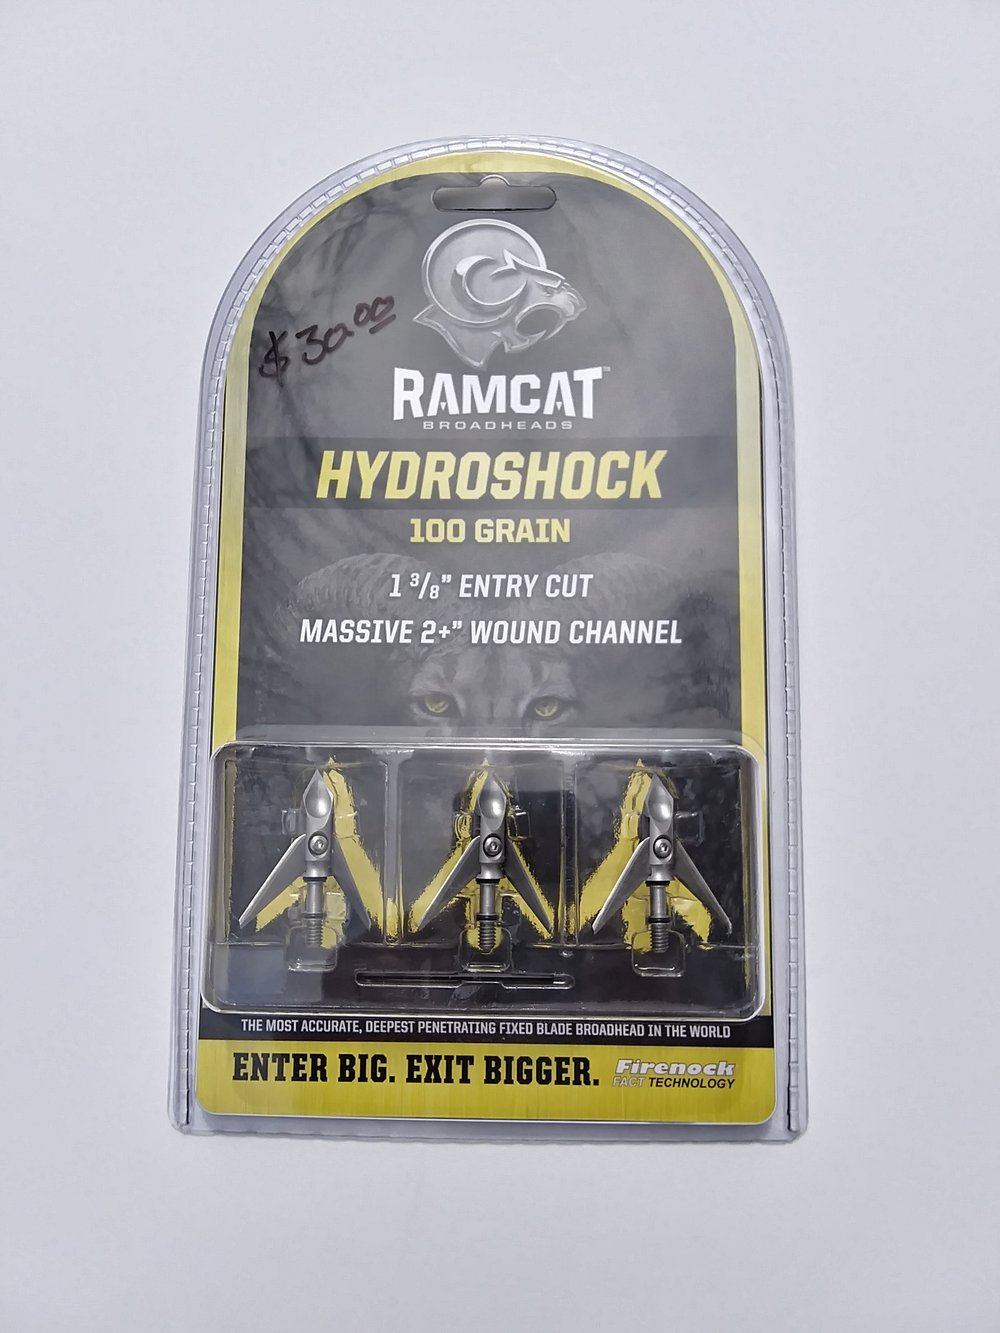 $30.00
RAMCAT™
BROADHEADS
HYDROSHOCK
100 GRAIN
1 3/8” ENTRY CUT
MASSIVE 2+” WOUND CHANNEL
THE MOST ACCURATE, DEEPEST PENETRATING FIXED BLADE BROADHEAD IN THE WORLD
ENTER BIG. EXIT BIGGER.
Firenock
FACT TECHNOLOGY